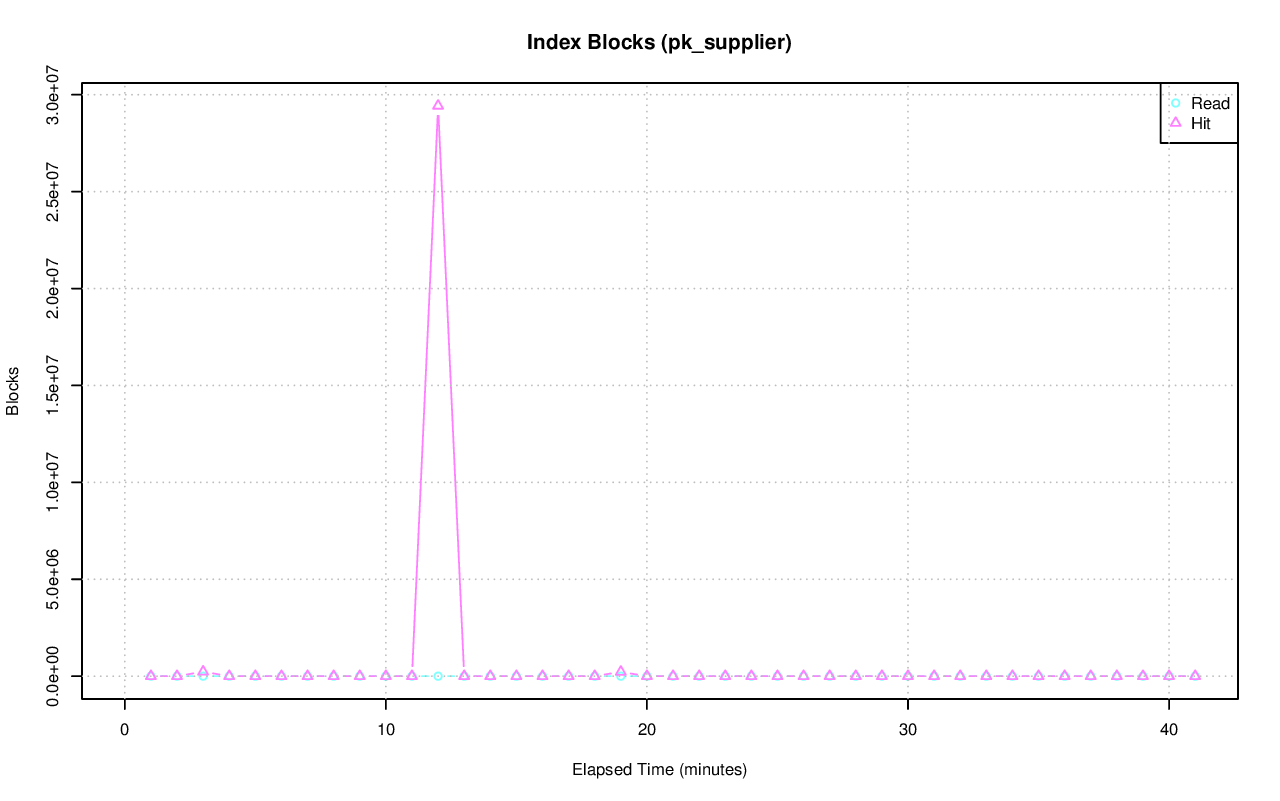 Index Blocks (pk_supplier)
Read
Hit
Blocks
3.0e+07
2.5e+07
2.0e+07
1.5e+07
1.0e+07
5.0e+06
0.0e+00
0
10
20
30
40
Elapsed Time (minutes)